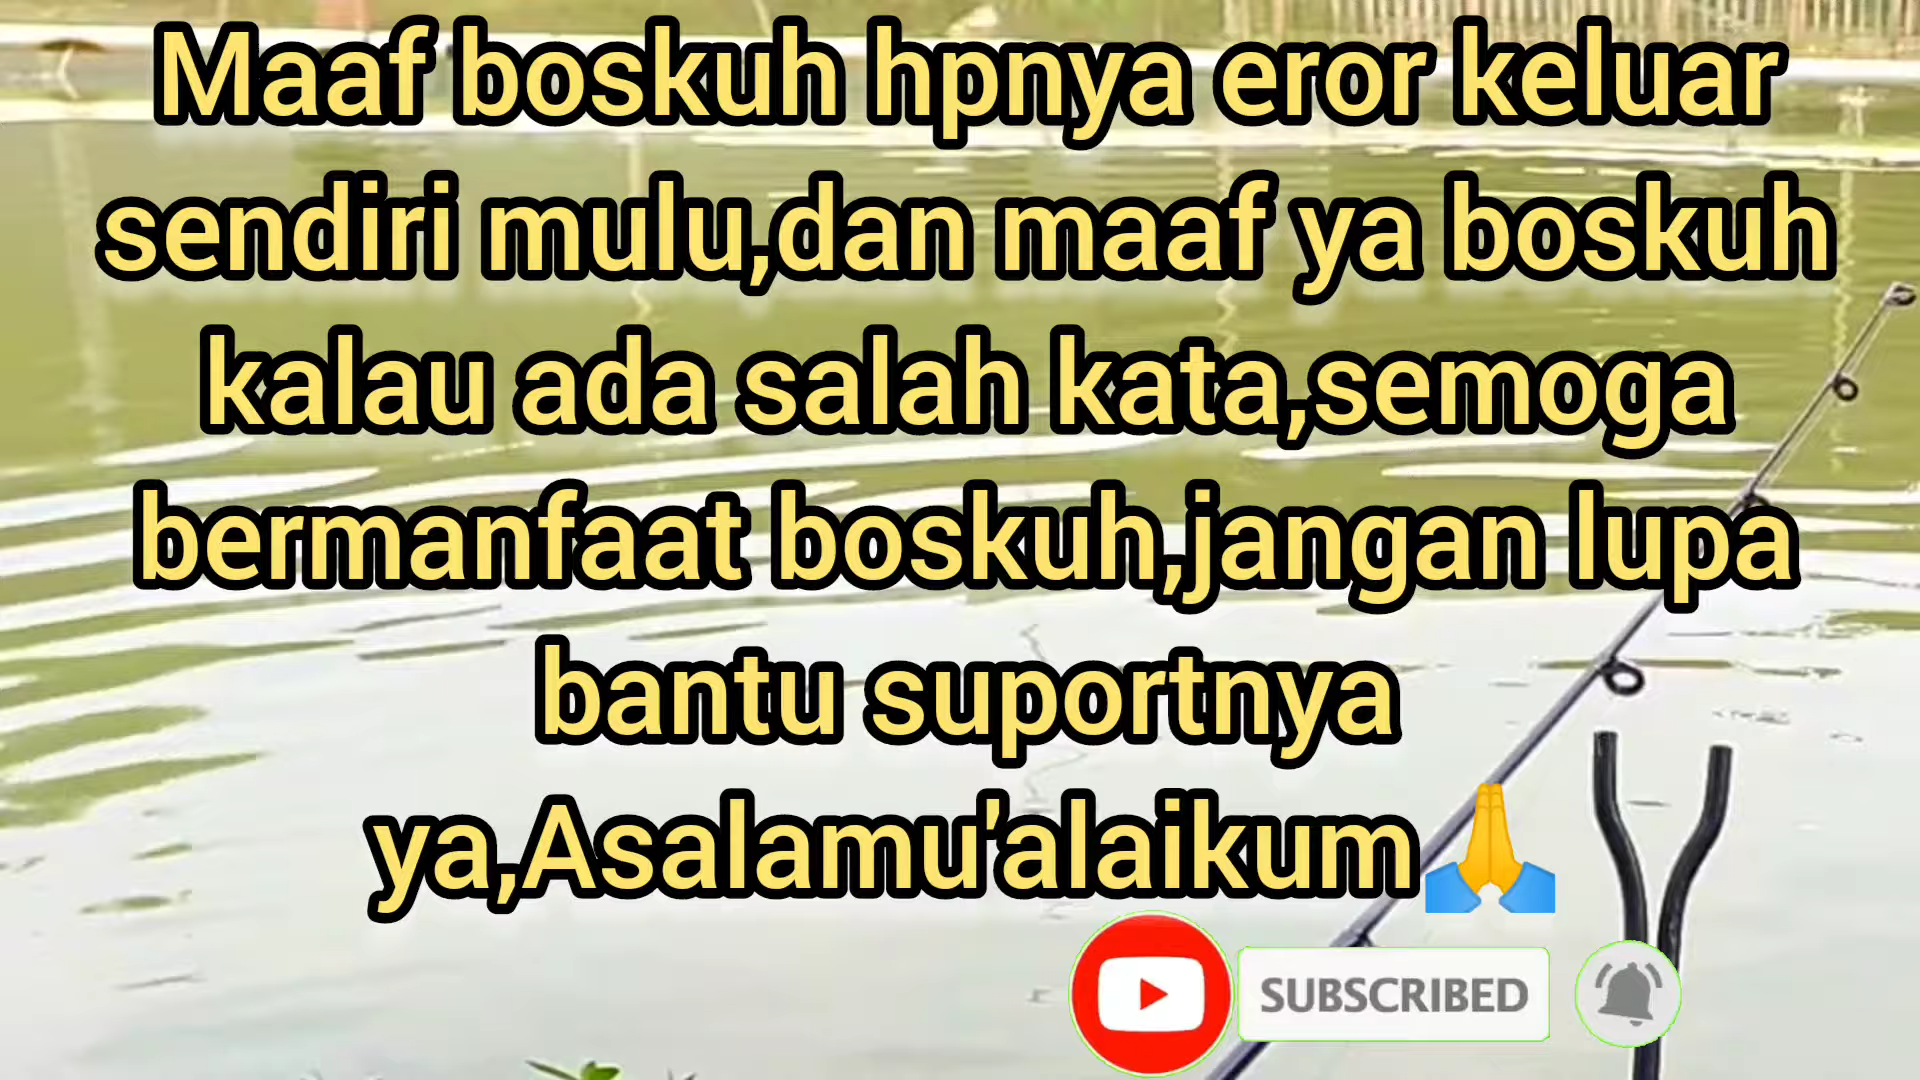 Maaf boskuh hpnya eror keluar
sendiri mulu,dan maaf ya boskuh
kalau ada salah kata,semoga
bermanfaat boskuh,jangan lupa
bantu suportnya
ya,Asalamu'alaikum🙏
SUBSCRIBED